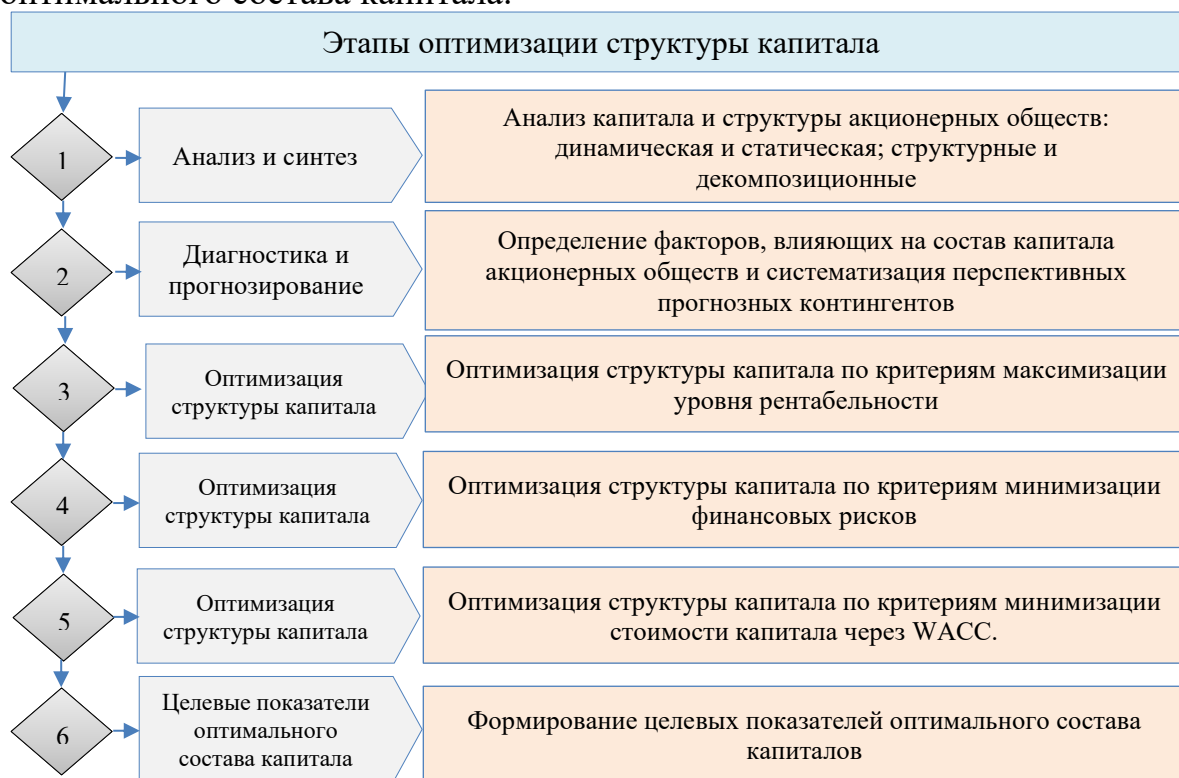 оптимального состава капитала.
Этапы оптимизации структуры капитала
1
Анализ и синтез
Анализ капитала и структуры акционерных обществ:
динамическая и статическая; структурные и
декомпозиционные
2
Диагностика и
прогнозирование
Определение факторов, влияющих на состав капитала
акционерных обществ и систематизация перспективных
прогнозных контингентов
3
Оптимизация
структуры капитала
Оптимизация структуры капитала по критериям максимизации
уровня рентабельности
4
Оптимизация
структуры капитала
Оптимизация структуры капитала по критериям минимизации
финансовых рисков
5
Оптимизация
структуры капитала
Оптимизация структуры капитала по критериям минимизации
стоимости капитала через WACC.
6
Целевые показатели
оптимального
состава капитала
Формирование целевых показателей оптимального состава
капиталов